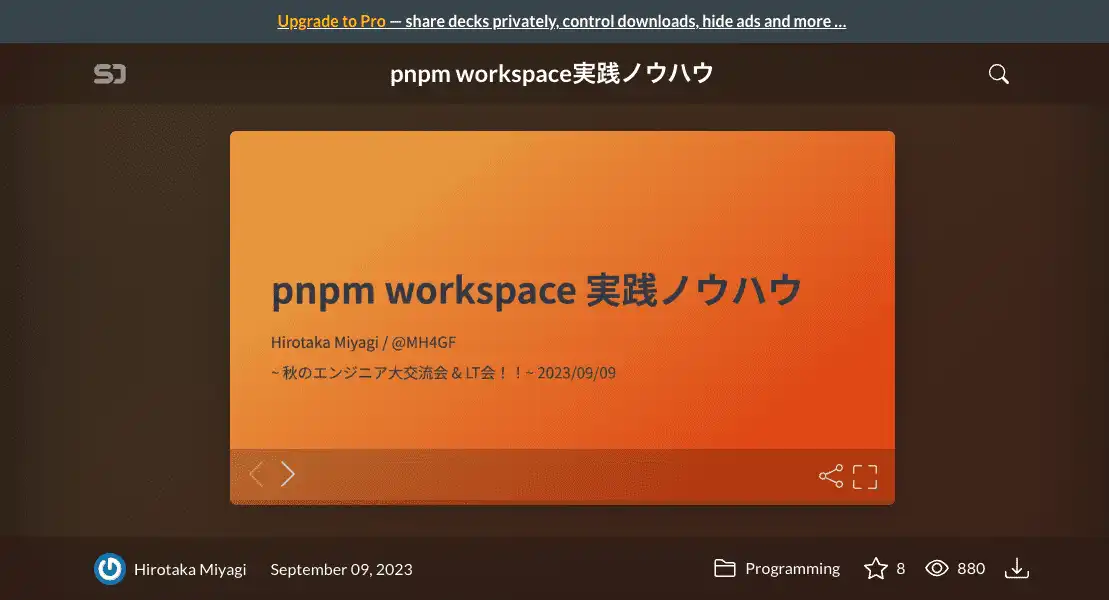 Upgrade to Pro — share decks privately, control downloads, hide ads and more …
SD
pnpm workspace実践ノウハウ
pnpm workspace 実践ノウハウ
Hirotaka Miyagi / @MH4GF
~ 秋のエンジニア大交流会 & LT会！！~ 2023/09/09
Hirotaka Miyagi
September 09, 2023
Programming
8
880